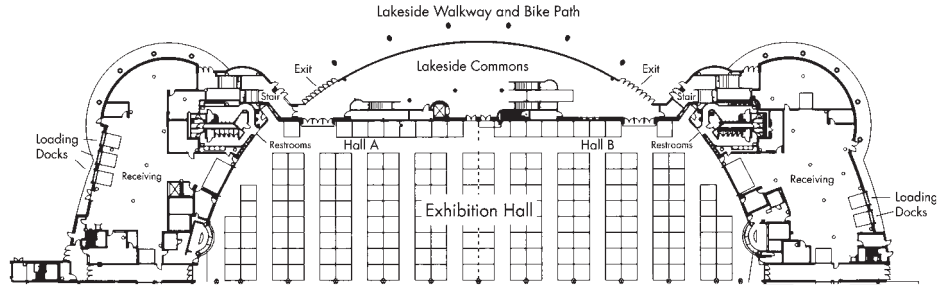 Lakeside Walkway and Bike Path
Exit
Lakeside Commons
Exit
Stair
Stair
Loading
Docks
Restrooms
Hall A
Hall B
Restrooms
Receiving
Receiving
Exhibition Hall
Loading
Docks